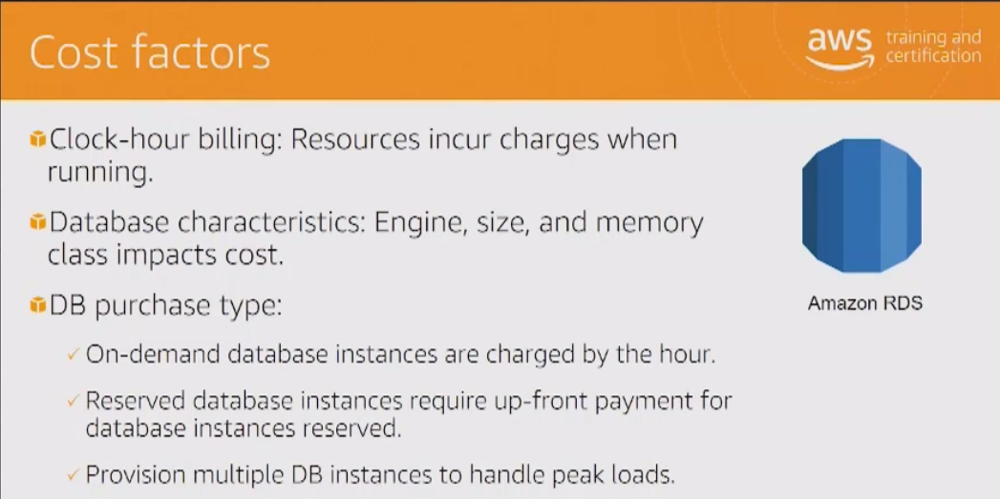 Cost factors
aws training and
certification
Clock-hour billing: Resources incur charges when
running.
Database characteristics: Engine, size, and memory
class impacts cost.
DB purchase type:
On-demand database instances are charged by the hour.
Reserved database instances require up-front payment for
database instances reserved.
Provision multiple DB instances to handle peak loads.
Amazon RDS